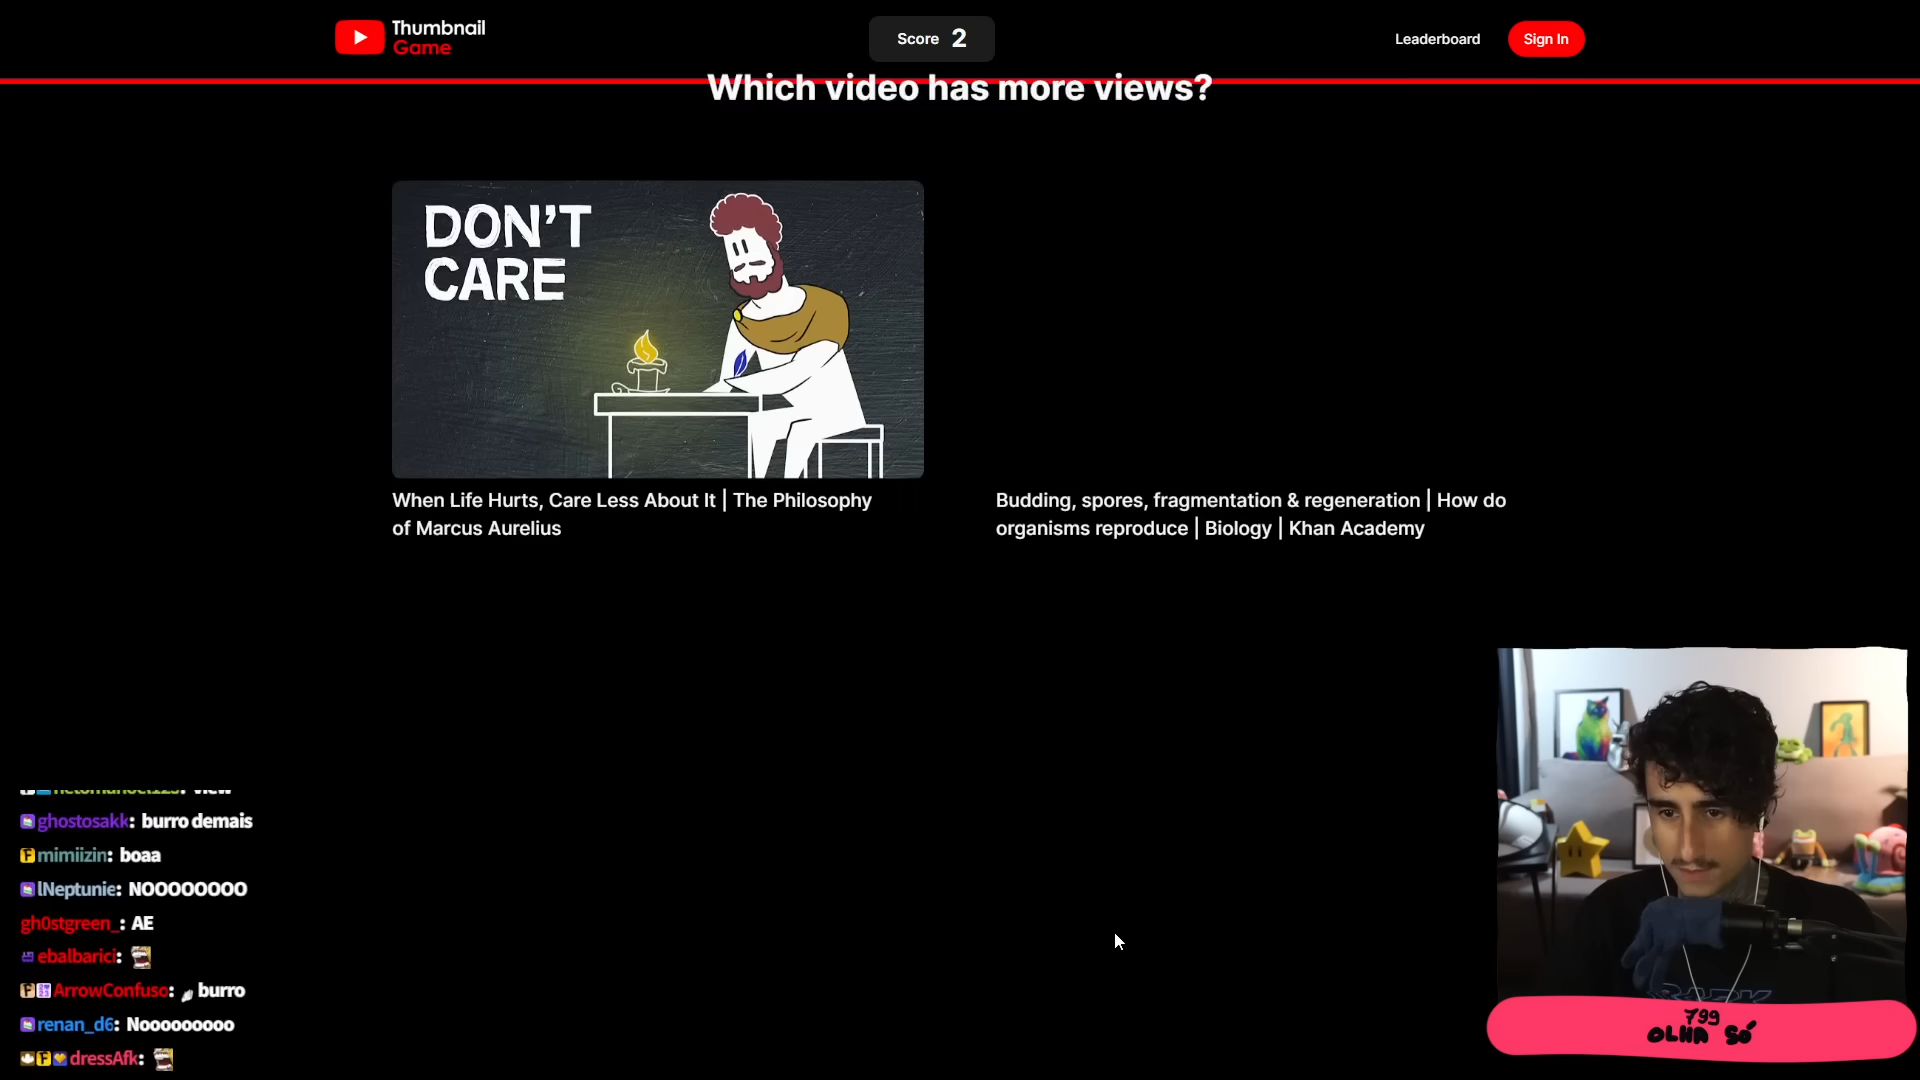 Thumbnail
Game
Score 2
Leaderboard
Sign In
Which video has more views?
DON'T
CARE
When Life Hurts, Care Less About It | The Philosophy
of Marcus Aurelius
Budding, spores, fragmentation & regeneration | How do
organisms reproduce | Biology | Khan Academy
view
ghostosakk: burro demais
mimiizin: boaa
lNeptunie: NOOOOOOOO
gh0stgreen_: AE
ebalbarici:
ArrowConfuso: burro
renan_d6: Nooooooooo
dressAfk:
799
OLHA SÓ